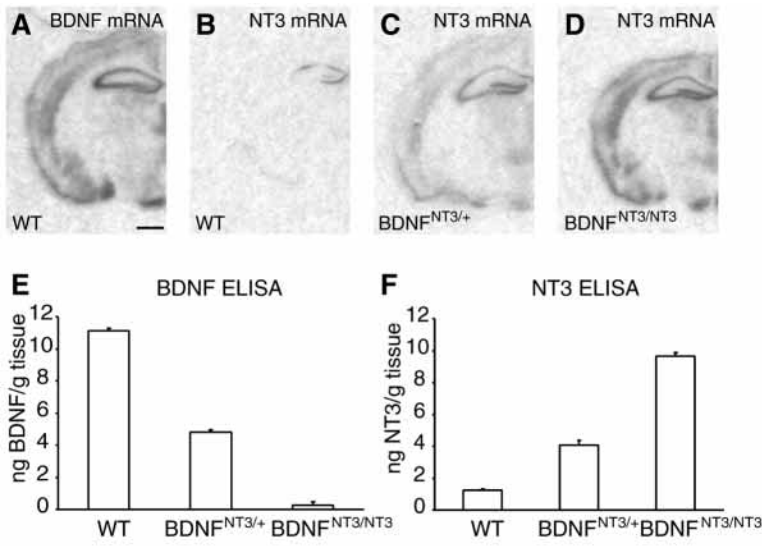 A BDNF mRNA
WT
B NT3 mRNA
WT
C NT3 mRNA
BDNF^NT3/+
D NT3 mRNA
BDNF^NT3/NT3
E BDNF ELISA
ng BDNF/g tissue
12
10
8
6
4
2
0
WT BDNF^NT3/+ BDNF^NT3/NT3
F NT3 ELISA
ng NT3/g tissue
12
10
8
6
4
2
0
WT BDNF^NT3/+ BDNF^NT3/NT3